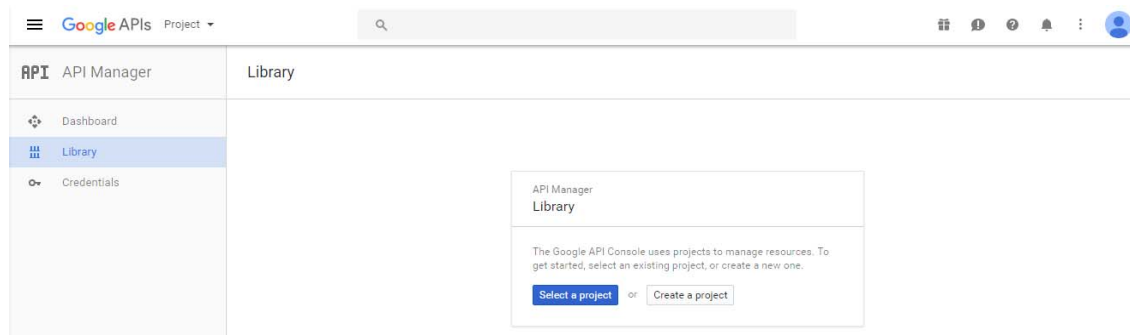 Google APIs Project
API API Manager
Library
Dashboard
Library
Credentials
API Manager
Library
The Google API Console uses projects to manage resources. To
get started, select an existing project, or create a new one.
Select a project or Create a project